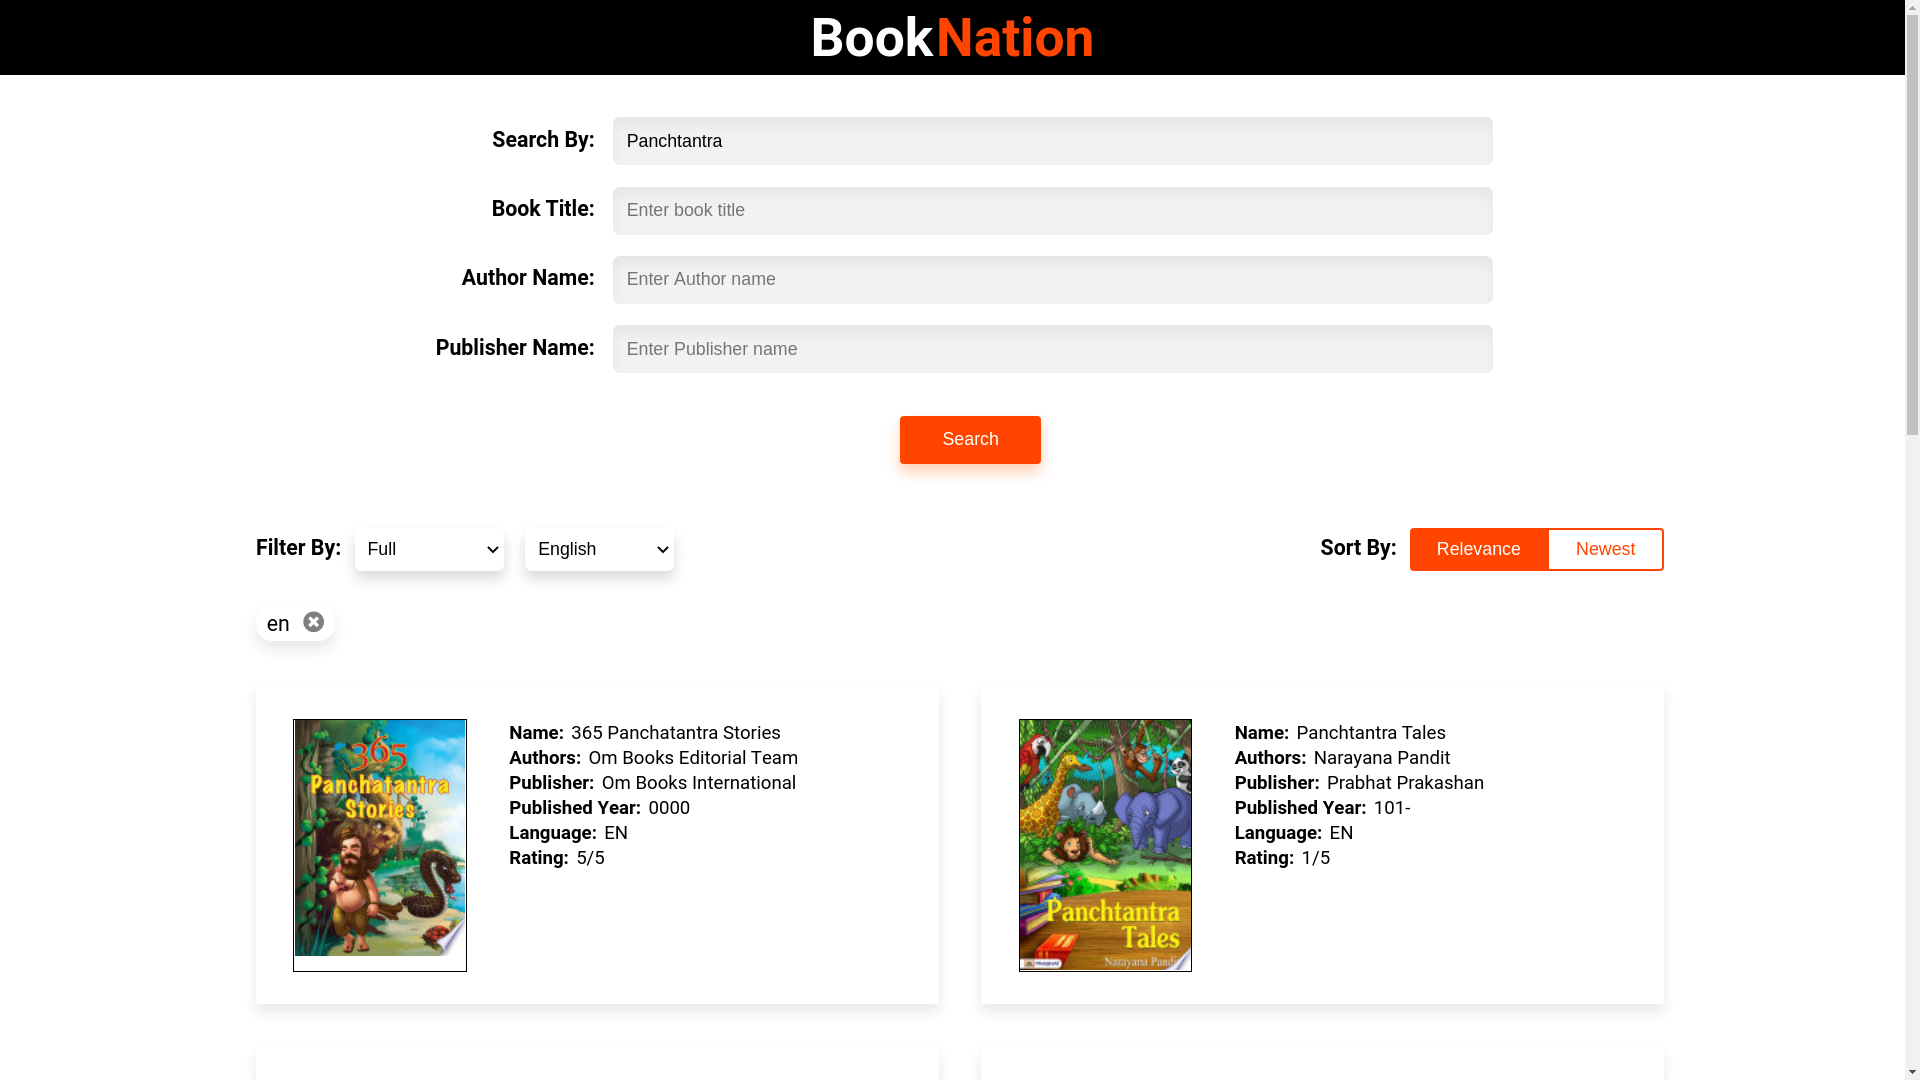 BookNation
Search By: Panchtantra
Book Title: Enter book title
Author Name: Enter Author name
Publisher Name: Enter Publisher name
Search
Filter By: Full English
Sort By: Relevance Newest
en
365
Panchatantra
Stories
Name: 365 Panchatantra Stories
Authors: Om Books Editorial Team
Publisher: Om Books International
Published Year: 0000
Language: EN
Rating: 5/5
Panchtantra
Tales
Narayana Pandit
Name: Panchtantra Tales
Authors: Narayana Pandit
Publisher: Prabhat Prakashan
Published Year: 101-
Language: EN
Rating: 1/5